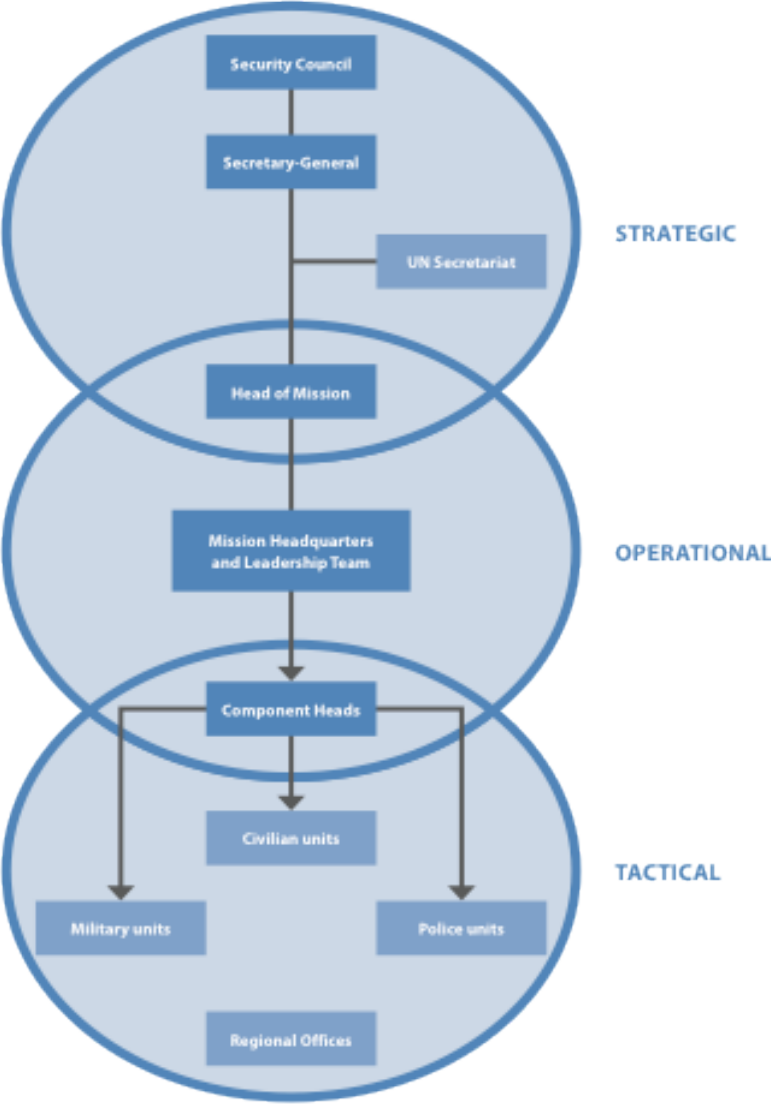 Security Council
Secretary-General
STRATEGIC
UN Secretariat
Head of Mission
Mission Headquarters
and Leadership Team
OPERATIONAL
Component Heads
Civilian units
TACTICAL
Military units
Police units
Regional Offices